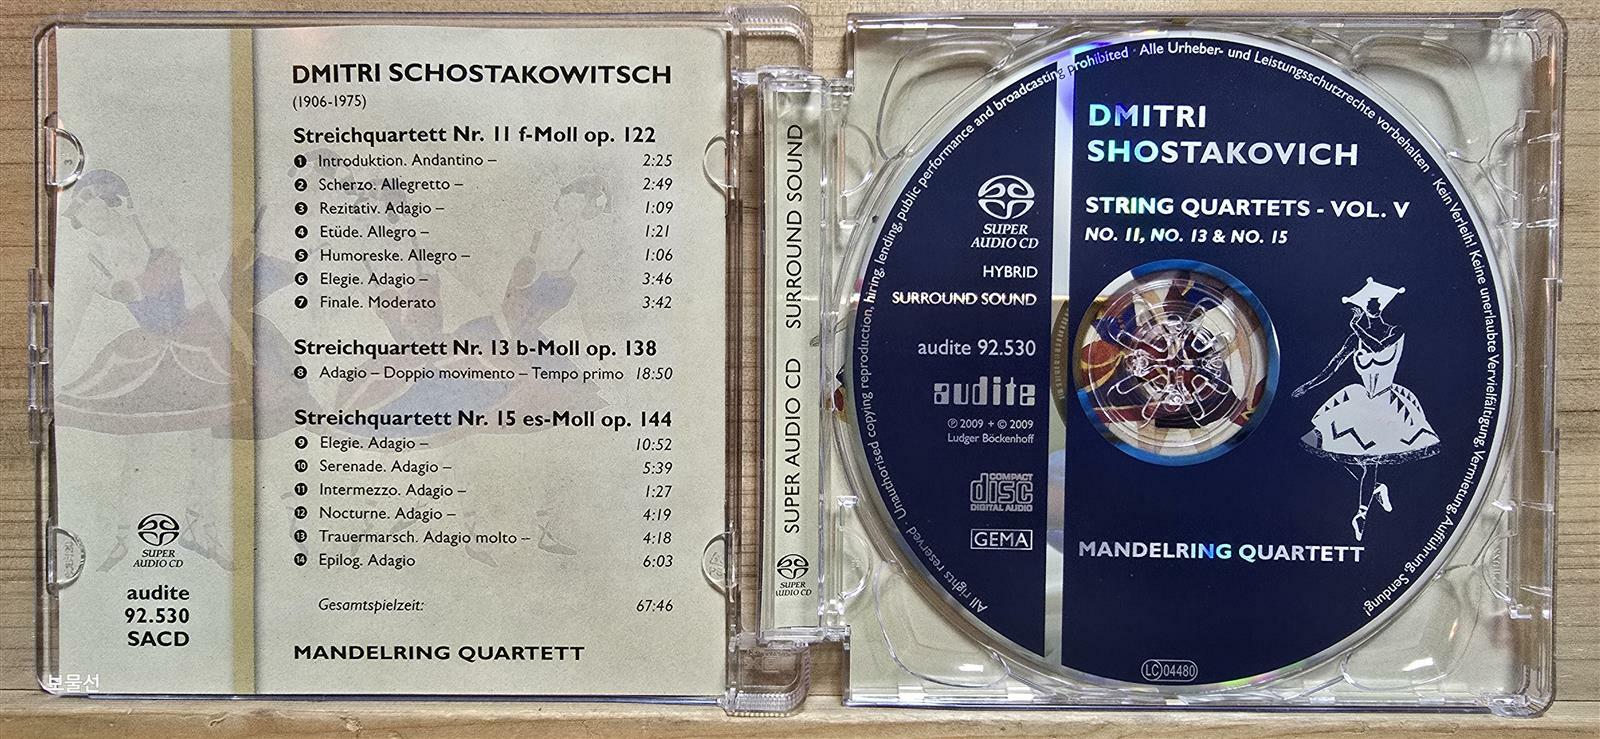 DMITRI SCHOSTAKOWITSCH
(1906-1975)
Streichquartett Nr. 11 f-Moll op. 122
1 Introduktion. Andantino – 2:25
2 Scherzo. Allegretto – 2:49
3 Rezitativ. Adagio – 1:09
4 Etüde. Allegro – 1:21
5 Humoreske. Allegro – 1:06
6 Elegie. Adagio – 3:46
7 Finale. Moderato 3:42
Streichquartett Nr. 13 b-Moll op. 138
8 Adagio – Doppio movimento – Tempo primo 18:50
Streichquartett Nr. 15 es-Moll op. 144
9 Elegie. Adagio – 10:52
10 Serenade. Adagio – 5:39
11 Intermezzo. Adagio – 1:27
12 Nocturne. Adagio – 4:19
13 Trauermarsch. Adagio molto – 4:18
14 Epilog. Adagio 6:03
Gesamtspielzeit: 67:46
MANDELRING QUARTETT
SUPER
AUDIO CD
audite
92.530
SACD
보물선
SUPER AUDIO CD SURROUND SOUND
SUPER
AUDIO CD
All rights reserved · Unauthorised copying reproduction, hiring, lending, public performance and broadcasting prohibited · Alle Urheber- und Leistungsschutzrechte vorbehalten · Kein Verleih! Keine unerlaubte Vervielfältigung, Vermietung, Aufführung, Sendung!
DMITRI
SHOSTAKOVICH
STRING QUARTETS - VOL. V
NO. 11, NO. 13 & NO. 15
SUPER
AUDIO CD
HYBRID
SURROUND SOUND
audite 92.530
audite
℗ 2009 + © 2009
Ludger Böckenhoff
COMPACT
disc
DIGITAL AUDIO
GEMA
MANDELRING QUARTETT
LC 04480